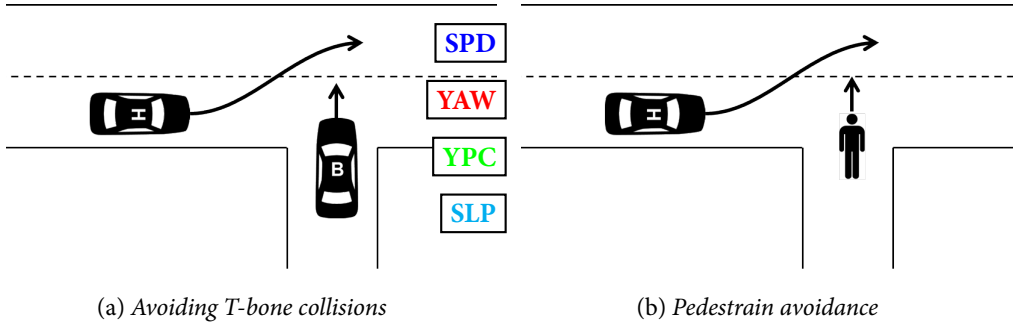 SPD
YAW
YPC
SLP
H
B
H
(a) Avoiding T-bone collisions
(b) Pedestrain avoidance